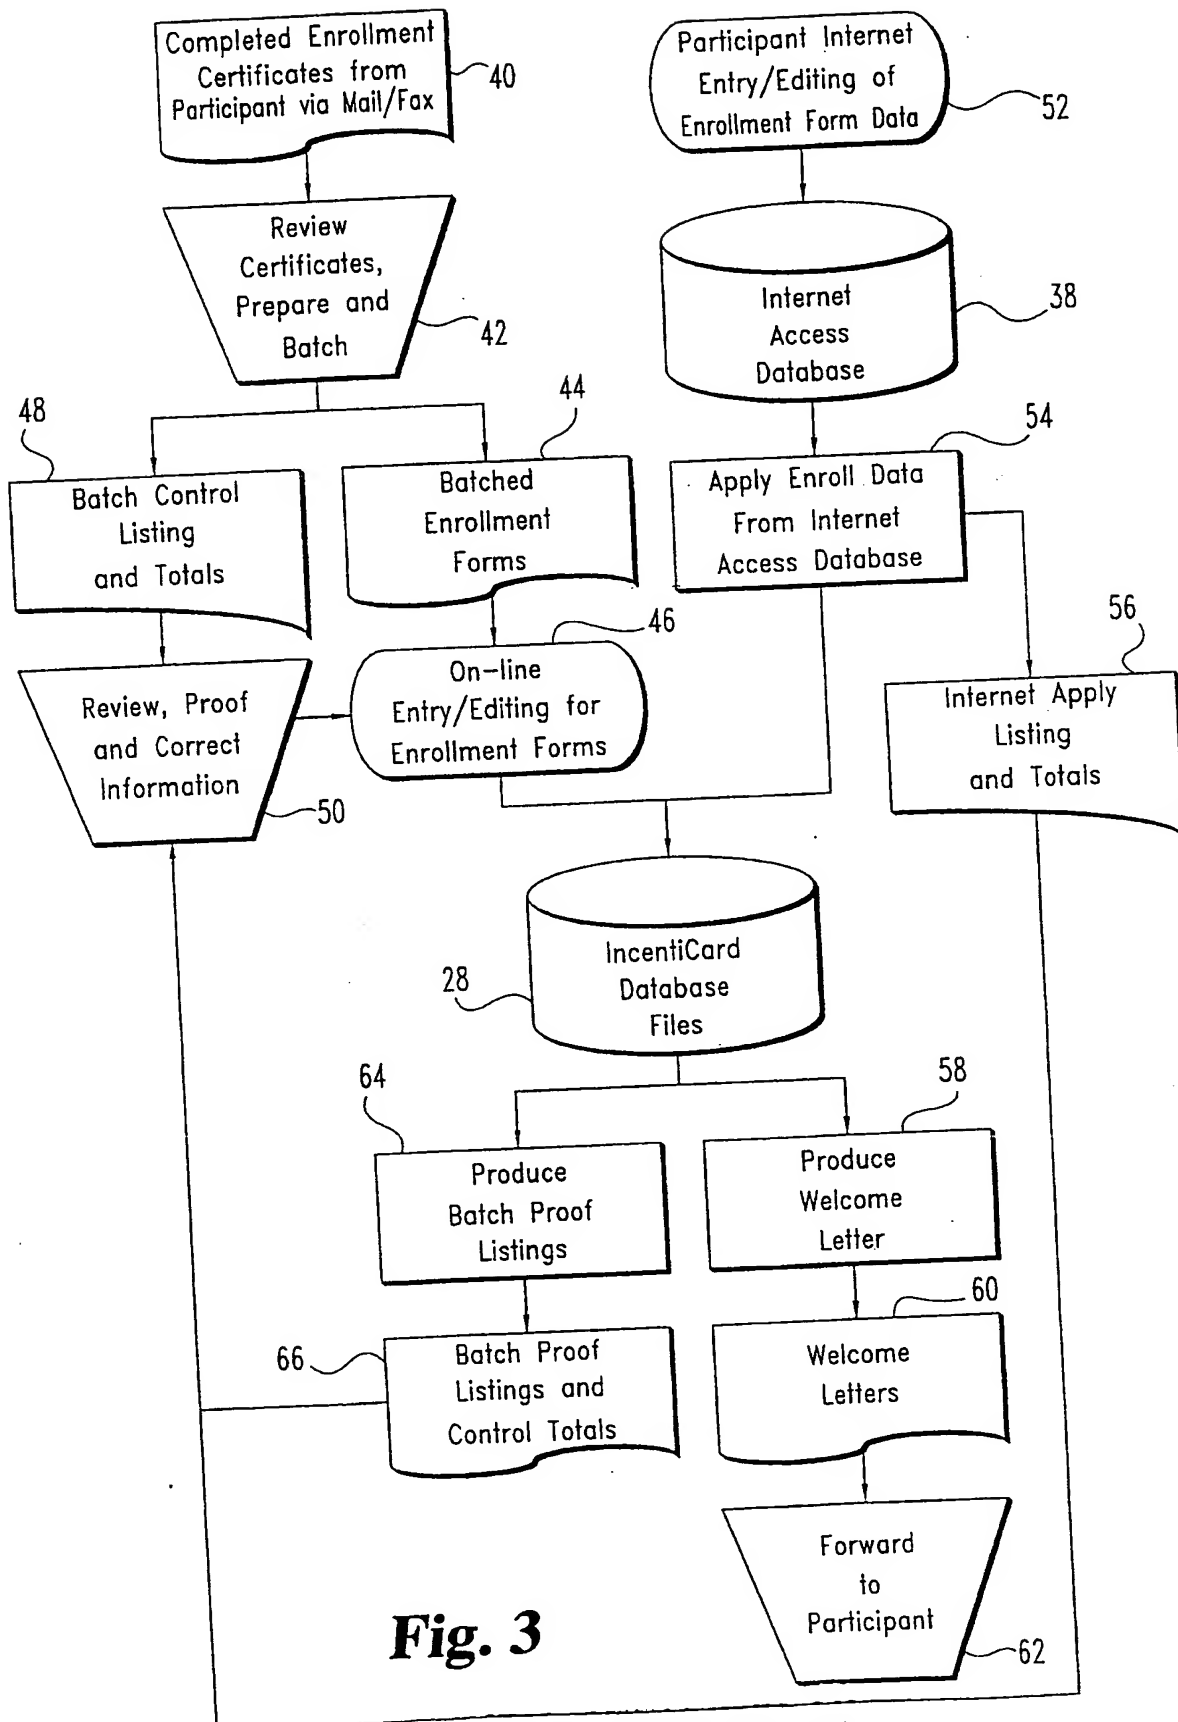 Completed Enrollment
Certificates from
Participant via Mail/Fax
40
Participant Internet
Entry/Editing of
Enrollment Form Data
52
Review
Certificates,
Prepare and
Batch
42
Internet
Access
Database
38
48
Batch Control
Listing
and Totals
44
Batched
Enrollment
Forms
54
Apply Enroll Data
From Internet
Access Database
Review, Proof
and Correct
Information
50
46
On-line
Entry/Editing for
Enrollment Forms
56
Internet Apply
Listing
and Totals
IncentiCard
Database
Files
28
64
Produce
Batch Proof
Listings
58
Produce
Welcome
Letter
66
Batch Proof
Listings and
Control Totals
60
Welcome
Letters
Forward
to
Participant
62
Fig. 3